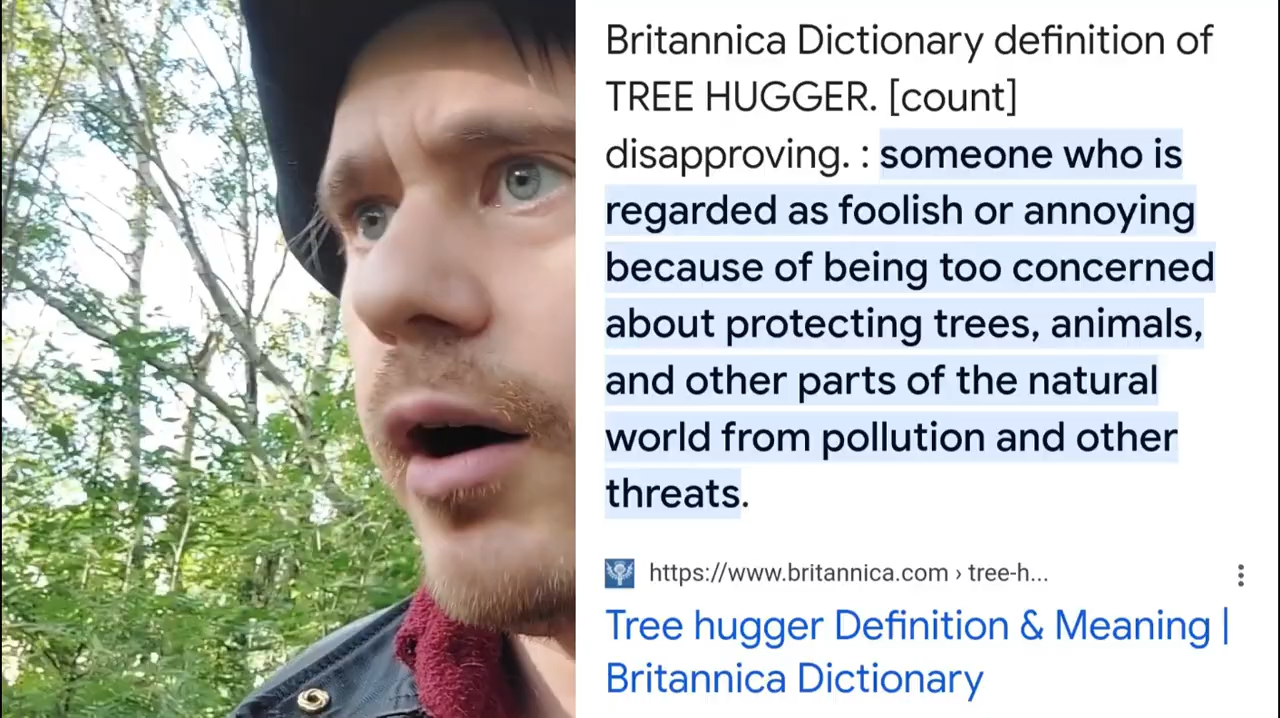 Britannica Dictionary definition of
TREE HUGGER. [count]
disapproving. : someone who is
regarded as foolish or annoying
because of being too concerned
about protecting trees, animals,
and other parts of the natural
world from pollution and other
threats.
https://www.britannica.com › tree-h...
Tree hugger Definition & Meaning |
Britannica Dictionary